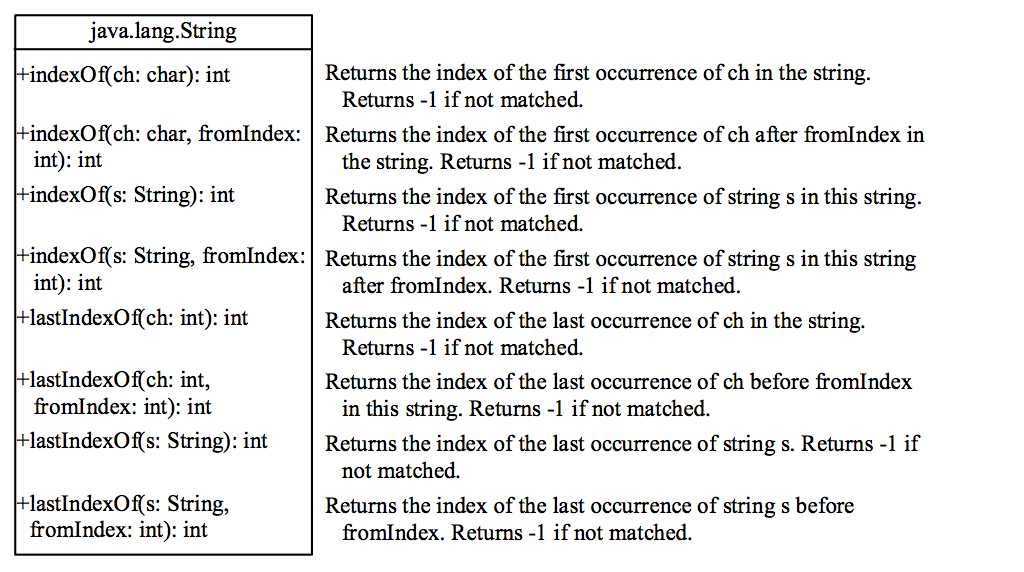 java.lang.String
+indexOf(ch: char): int
Returns the index of the first occurrence of ch in the string.
Returns -1 if not matched.
+indexOf(ch: char, fromIndex:
int): int
Returns the index of the first occurrence of ch after fromIndex in
the string. Returns -1 if not matched.
+indexOf(s: String): int
Returns the index of the first occurrence of string s in this string.
Returns -1 if not matched.
+indexOf(s: String, fromIndex:
int): int
Returns the index of the first occurrence of string s in this string
after fromIndex. Returns -1 if not matched.
+lastIndexOf(ch: int): int
Returns the index of the last occurrence of ch in the string.
Returns -1 if not matched.
+lastIndexOf(ch: int,
fromIndex: int): int
Returns the index of the last occurrence of ch before fromIndex
in this string. Returns -1 if not matched.
+lastIndexOf(s: String): int
Returns the index of the last occurrence of string s. Returns -1 if
not matched.
+lastIndexOf(s: String,
fromIndex: int): int
Returns the index of the last occurrence of string s before
fromIndex. Returns -1 if not matched.